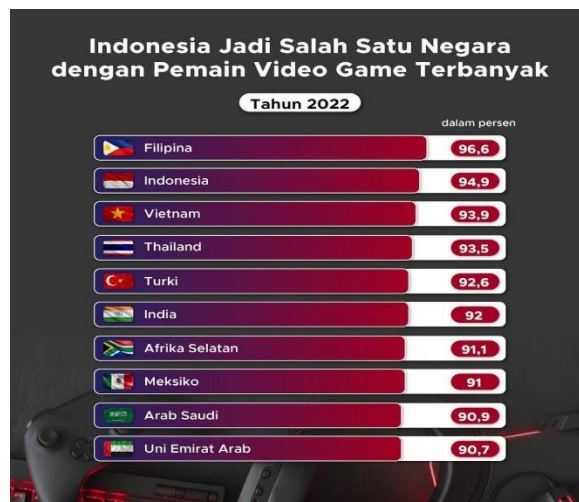 Indonesia Jadi Salah Satu Negara
dengan Pemain Video Game Terbanyak
Tahun 2022
dalam persen
Filipina 96,6
Indonesia 94,9
Vietnam 93,9
Thailand 93,5
Turki 92,6
India 92
Afrika Selatan 91,1
Meksiko 91
Arab Saudi 90,9
Uni Emirat Arab 90,7